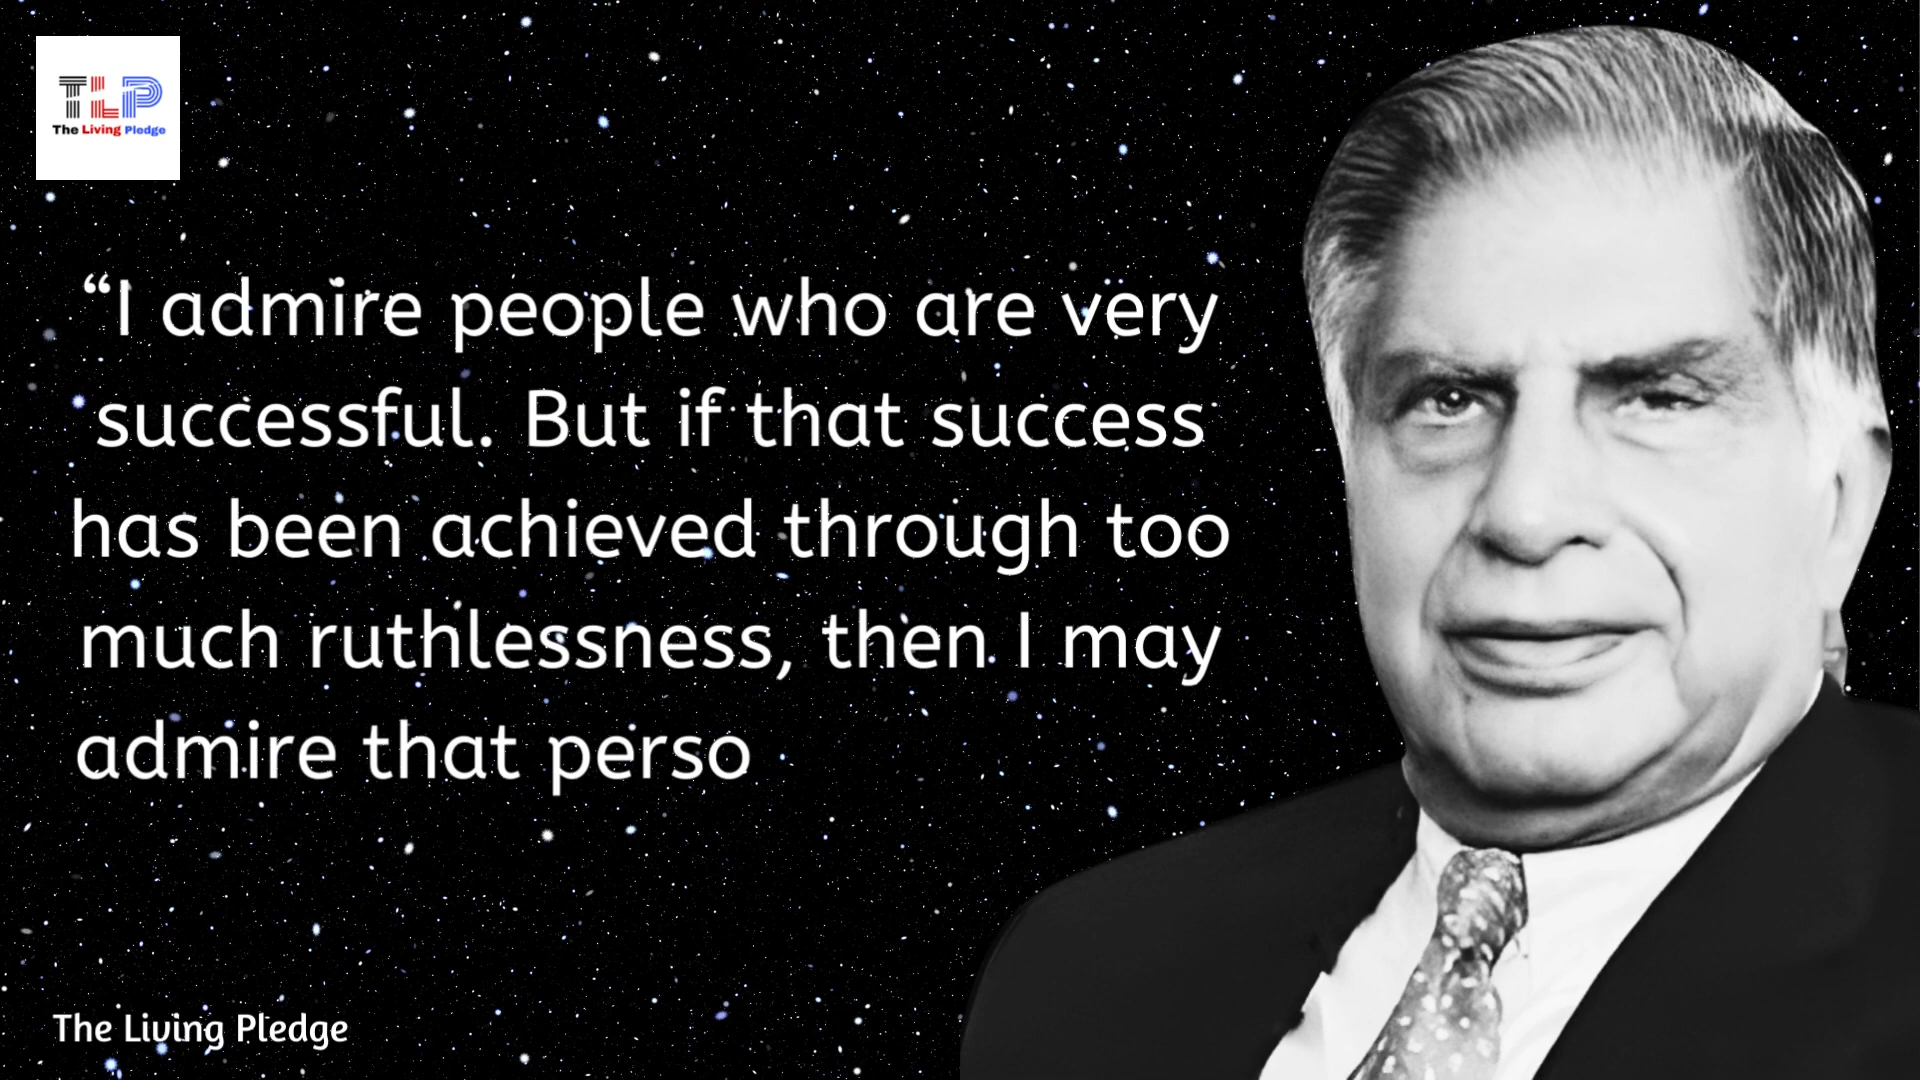 TLP
The Living Pledge
“I admire people who are very
successful. But if that success
has been achieved through too
much ruthlessness, then I may
admire that perso
The Living Pledge